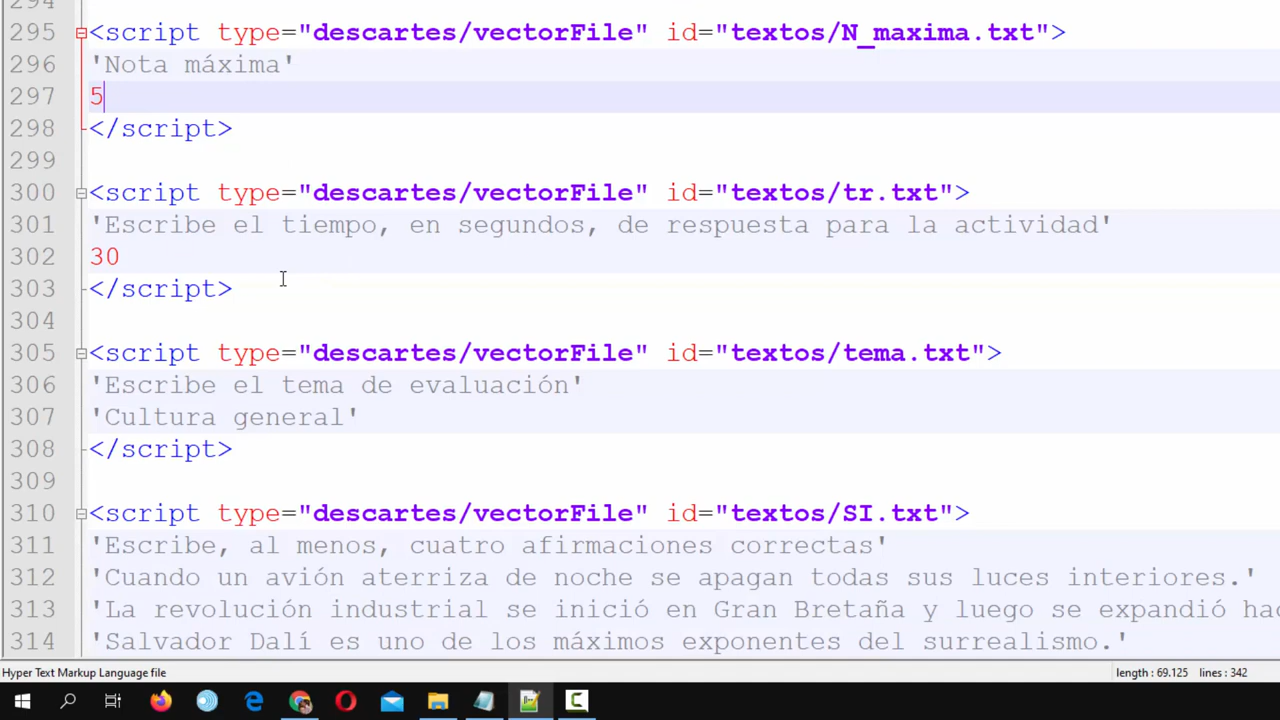 294
295 <script type="descartes/vectorFile" id="textos/N_maxima.txt">
296 'Nota máxima'
297 5
298 </script>
299
300 <script type="descartes/vectorFile" id="textos/tr.txt">
301 'Escribe el tiempo, en segundos, de respuesta para la actividad'
302 30
303 </script>
304
305 <script type="descartes/vectorFile" id="textos/tema.txt">
306 'Escribe el tema de evaluación'
307 'Cultura general'
308 </script>
309
310 <script type="descartes/vectorFile" id="textos/SI.txt">
311 'Escribe, al menos, cuatro afirmaciones correctas'
312 'Cuando un avión aterriza de noche se apagan todas sus luces interiores.'
313 'La revolución industrial se inició en Gran Bretaña y luego se expandió
314 'Salvador Dalí es uno de los máximos exponentes del surrealismo.'
Hyper Text Markup Language file length : 69.125 lines : 342